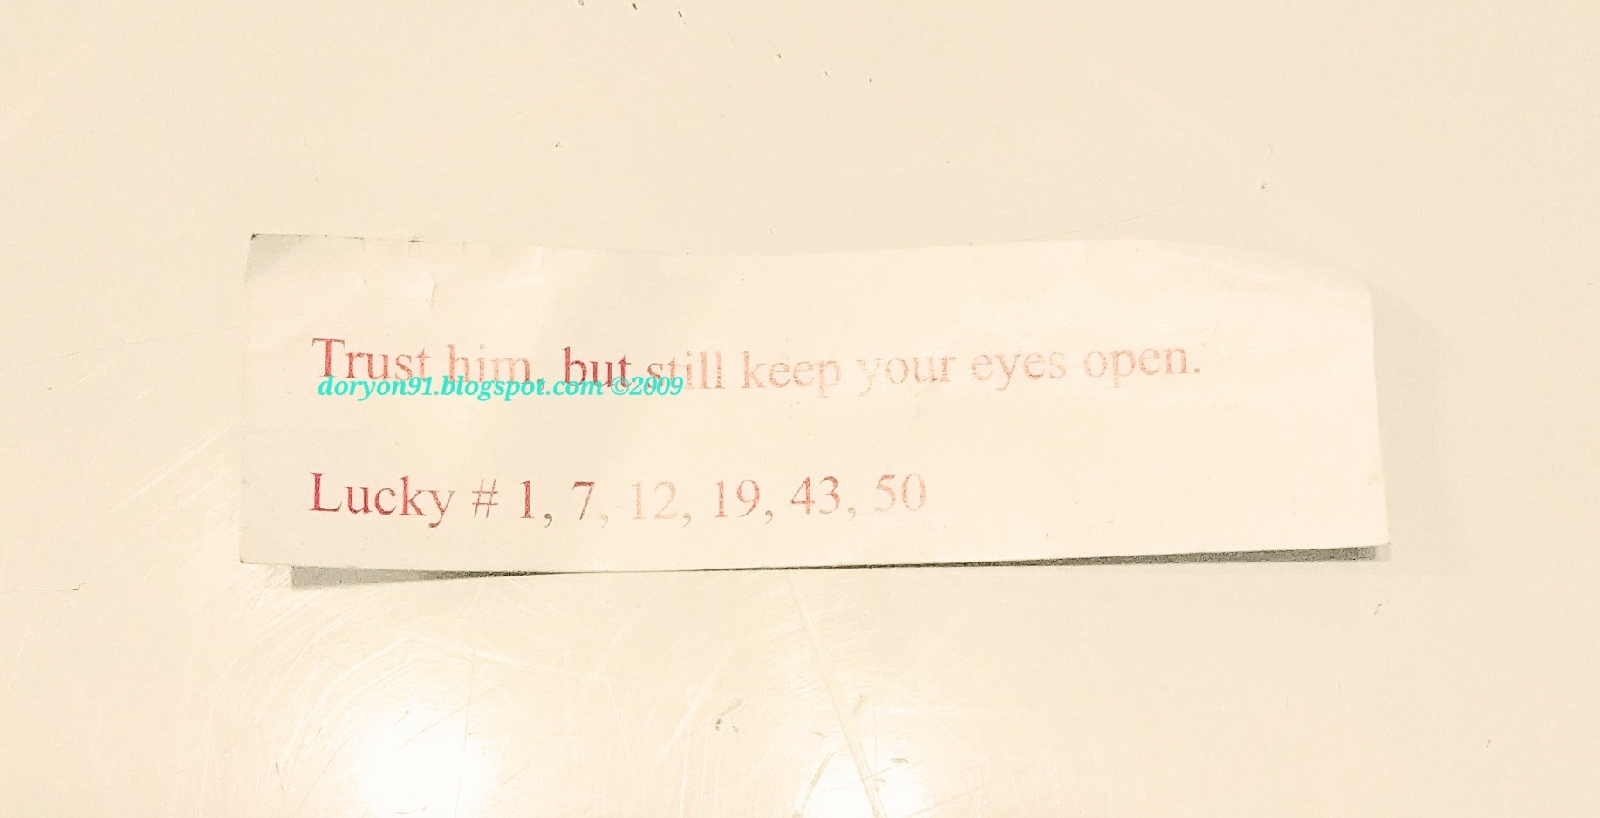 Trust him, but still keep your eyes open.
doryon91.blogspot.com ©2009
Lucky # 1, 7, 12, 19, 43, 50